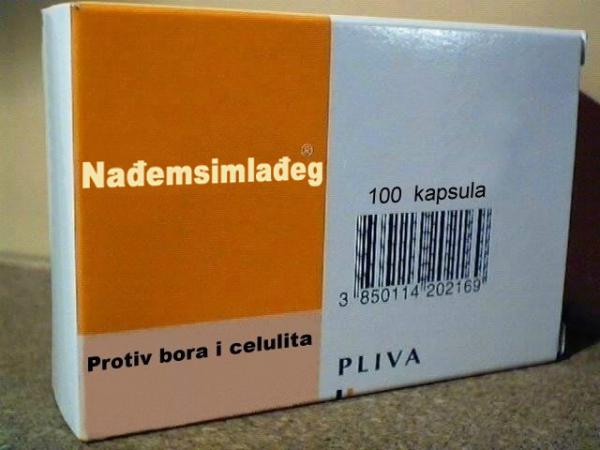 Nađemsimlađeg ®
Protiv bora i celulita
100 kapsula
3 850114 202169
PLIVA